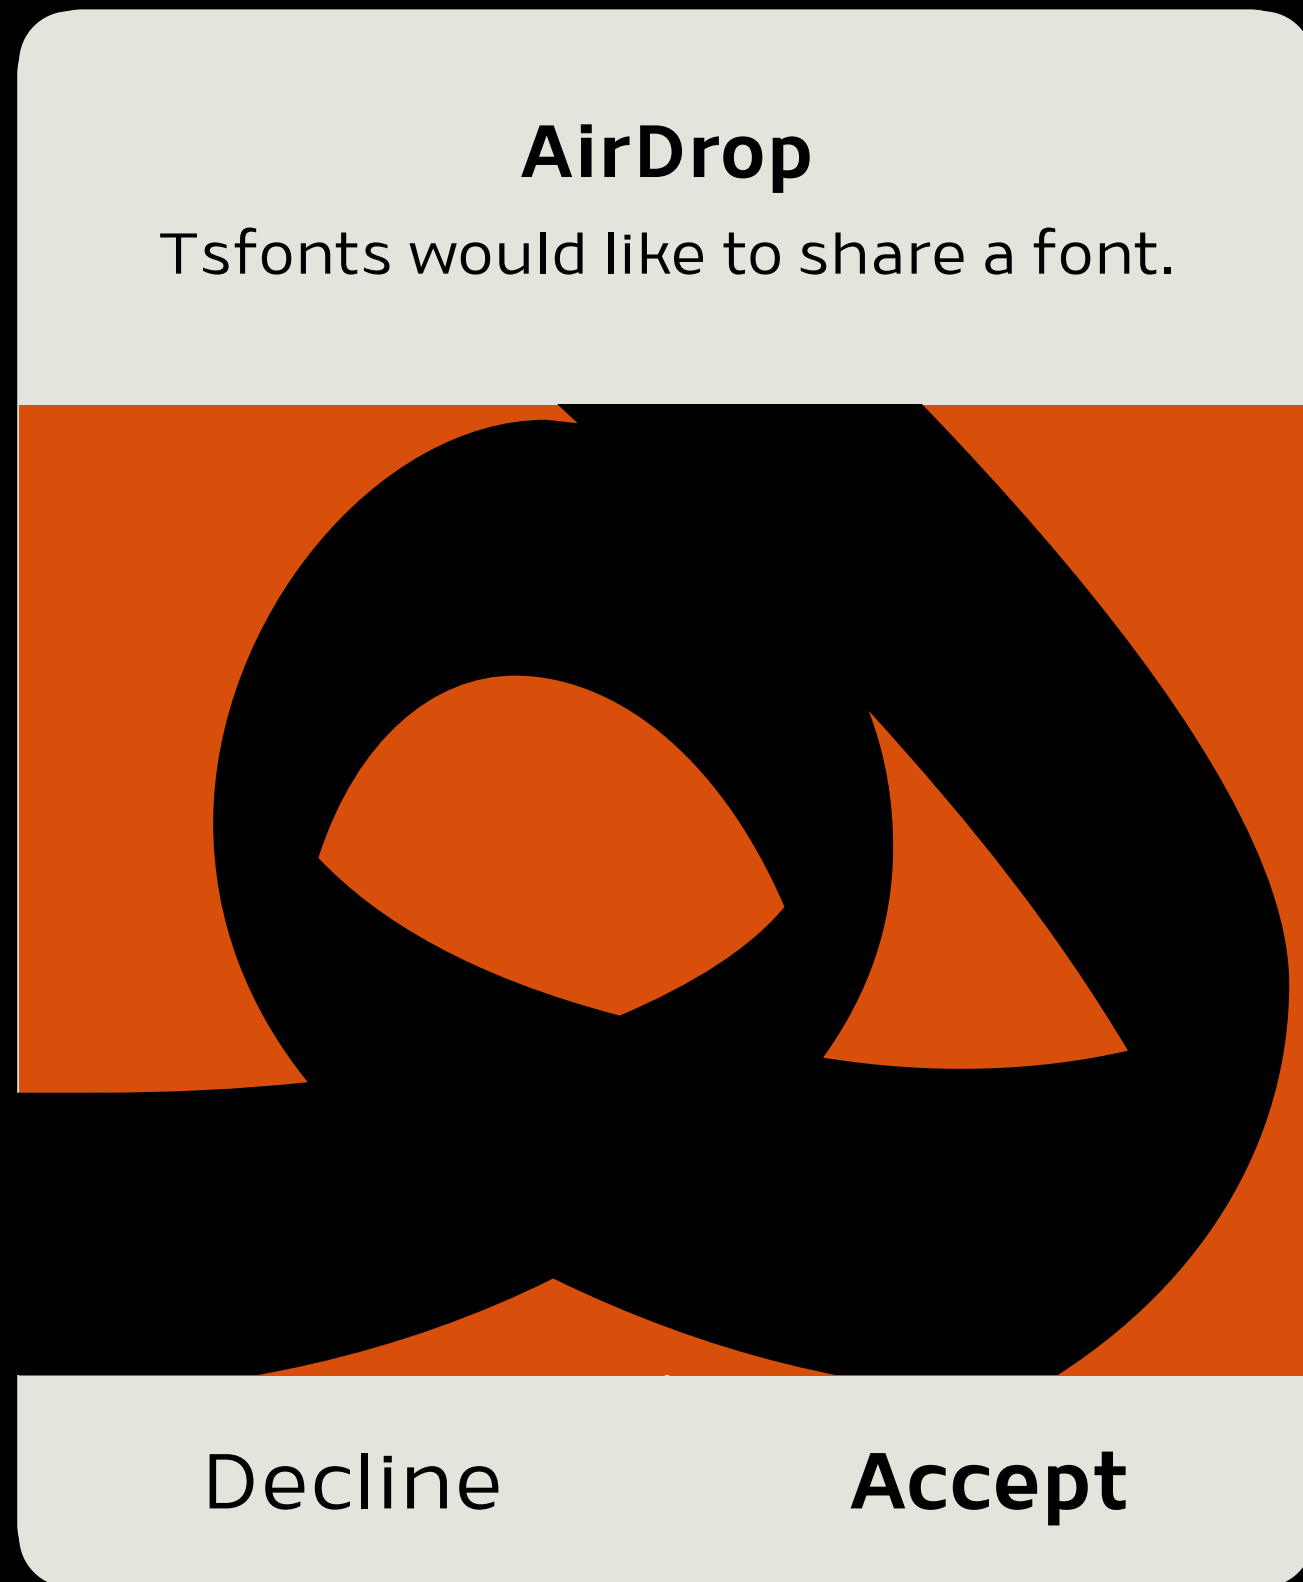 AirDrop
Tsfonts would like to share a font.
ھ
Decline
Accept